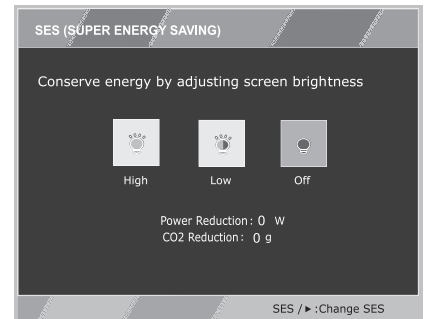 SES (SUPER ENERGY SAVING)
Conserve energy by adjusting screen brightness
High Low Off
Power Reduction: 0 W
CO2 Reduction: 0 g
SES / ►:Change SES